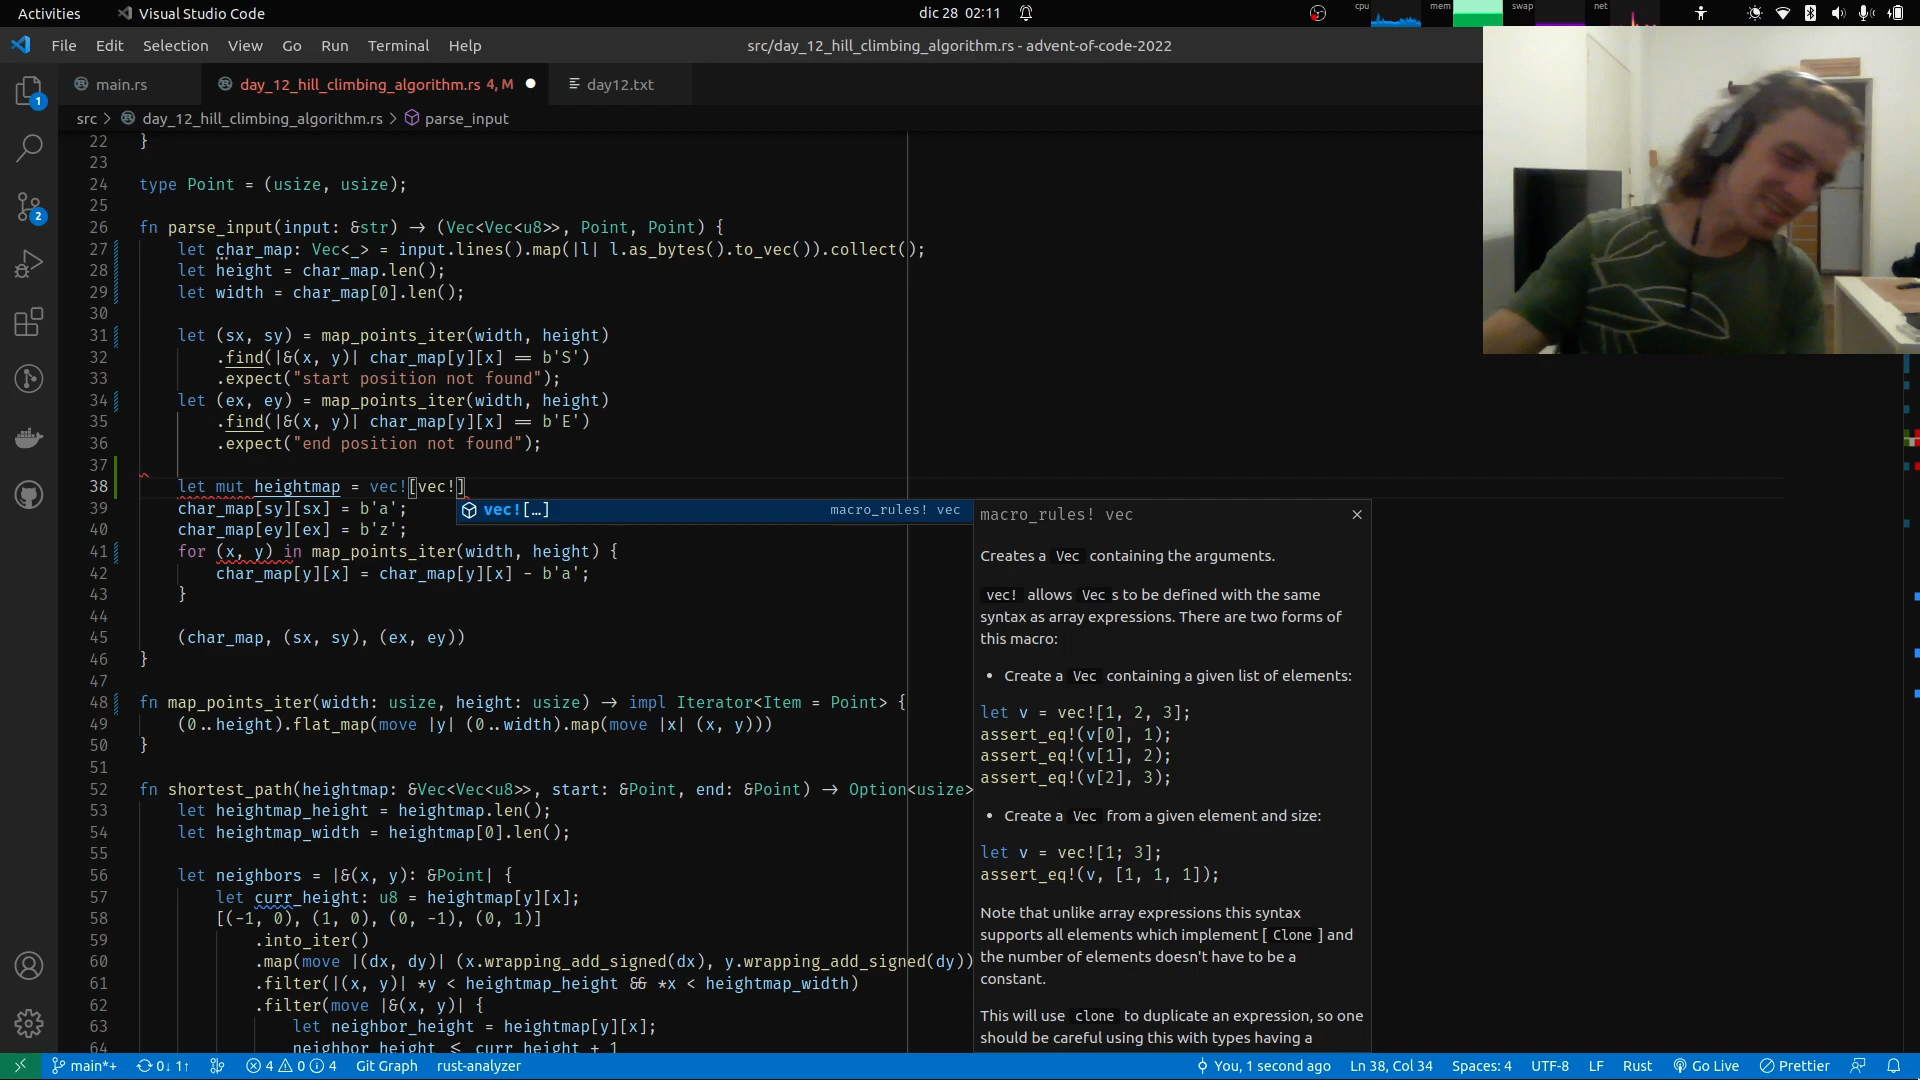 Activities
Visual Studio Code
dic 28 02:11
cpu
mem
swap
net
File Edit Selection View Go Run Terminal Help
src/day_12_hill_climbing_algorithm.rs - advent-of-code-2022
main.rs
day_12_hill_climbing_algorithm.rs 4, M
day12.txt
src > day_12_hill_climbing_algorithm.rs > parse_input
1
2
22 }
23
24 type Point = (usize, usize);
25
26 fn parse_input(input: &str) -> (Vec<Vec<u8>>, Point, Point) {
27 let char_map: Vec<_> = input.lines().map(|l| l.as_bytes().to_vec()).collect();
28 let height = char_map.len();
29 let width = char_map[0].len();
30
31 let (sx, sy) = map_points_iter(width, height)
32 .find(|&(x, y)| char_map[y][x] == b'S')
33 .expect("start position not found");
34 let (ex, ey) = map_points_iter(width, height)
35 .find(|&(x, y)| char_map[y][x] == b'E')
36 .expect("end position not found");
37
38 let mut heightmap = vec![vec!]
39 char_map[sy][sx] = b'a';
40 char_map[ey][ex] = b'z';
41 for (x, y) in map_points_iter(width, height) {
42 char_map[y][x] = char_map[y][x] - b'a';
43 }
44
45 (char_map, (sx, sy), (ex, ey))
46 }
47
48 fn map_points_iter(width: usize, height: usize) -> impl Iterator<Item = Point> {
49 (0..height).flat_map(move |y| (0..width).map(move |x| (x, y)))
50 }
51
52 fn shortest_path(heightmap: &Vec<Vec<u8>>, start: &Point, end: &Point) -> Option<usize>
53 let heightmap_height = heightmap.len();
54 let heightmap_width = heightmap[0].len();
55
56 let neighbors = |&(x, y): &Point| {
57 let curr_height: u8 = heightmap[y][x];
58 [(-1, 0), (1, 0), (0, -1), (0, 1)]
59 .into_iter()
60 .map(move |(dx, dy)| (x.wrapping_add_signed(dx), y.wrapping_add_signed(dy))
61 .filter(|(x, y)| *y < heightmap_height && *x < heightmap_width)
62 .filter(move |&(x, y)| {
63 let neighbor_height = heightmap[y][x];
64 neighbor_height <= curr_height + 1
vec![…] macro_rules! vec
macro_rules! vec
Creates a Vec containing the arguments.
vec! allows Vec s to be defined with the same
syntax as array expressions. There are two forms of
this macro:
• Create a Vec containing a given list of elements:
let v = vec![1, 2, 3];
assert_eq!(v[0], 1);
assert_eq!(v[1], 2);
assert_eq!(v[2], 3);
• Create a Vec from a given element and size:
let v = vec![1; 3];
assert_eq!(v, [1, 1, 1]);
Note that unlike array expressions this syntax
supports all elements which implement [ Clone ] and
the number of elements doesn't have to be a
constant.
This will use clone to duplicate an expression, so one
should be careful using this with types having a
main*+ 0↓ 1↑ 4 0 4 Git Graph rust-analyzer
You, 1 second ago Ln 38, Col 34 Spaces: 4 UTF-8 LF Rust Go Live Prettier